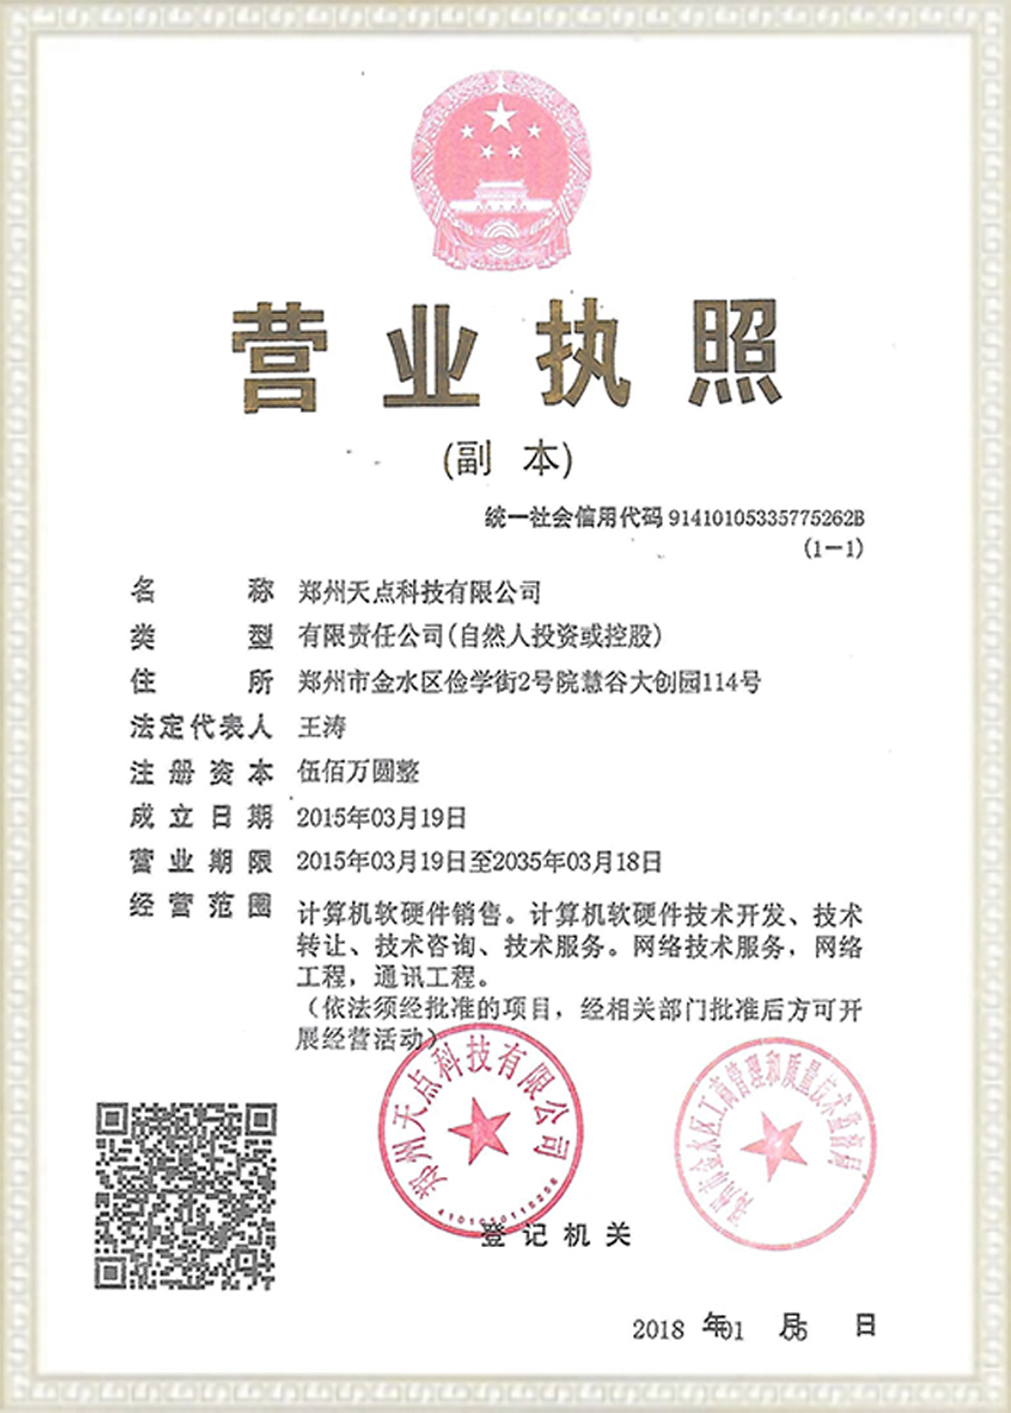 营业执照
(副 本)
统一社会信用代码 91410105335775262B
(1-1)
名称 郑州天点科技有限公司
类型 有限责任公司(自然人投资或控股)
住所 郑州市金水区俭学街2号院慧谷大创园114号
法定代表人 王涛
注册资本 伍佰万圆整
成立日期 2015年03月19日
营业期限 2015年03月19日至2035年03月18日
经营范围 计算机软硬件销售。计算机软硬件技术开发、技术
转让、技术咨询、技术服务。网络技术服务，网络
工程，通讯工程。
（依法须经批准的项目，经相关部门批准后方可开
展经营活动）
郑州天点科技有限公司
郑州市金水区工商管理和质量技术监督局
登记机关
2018 年01 月05 日